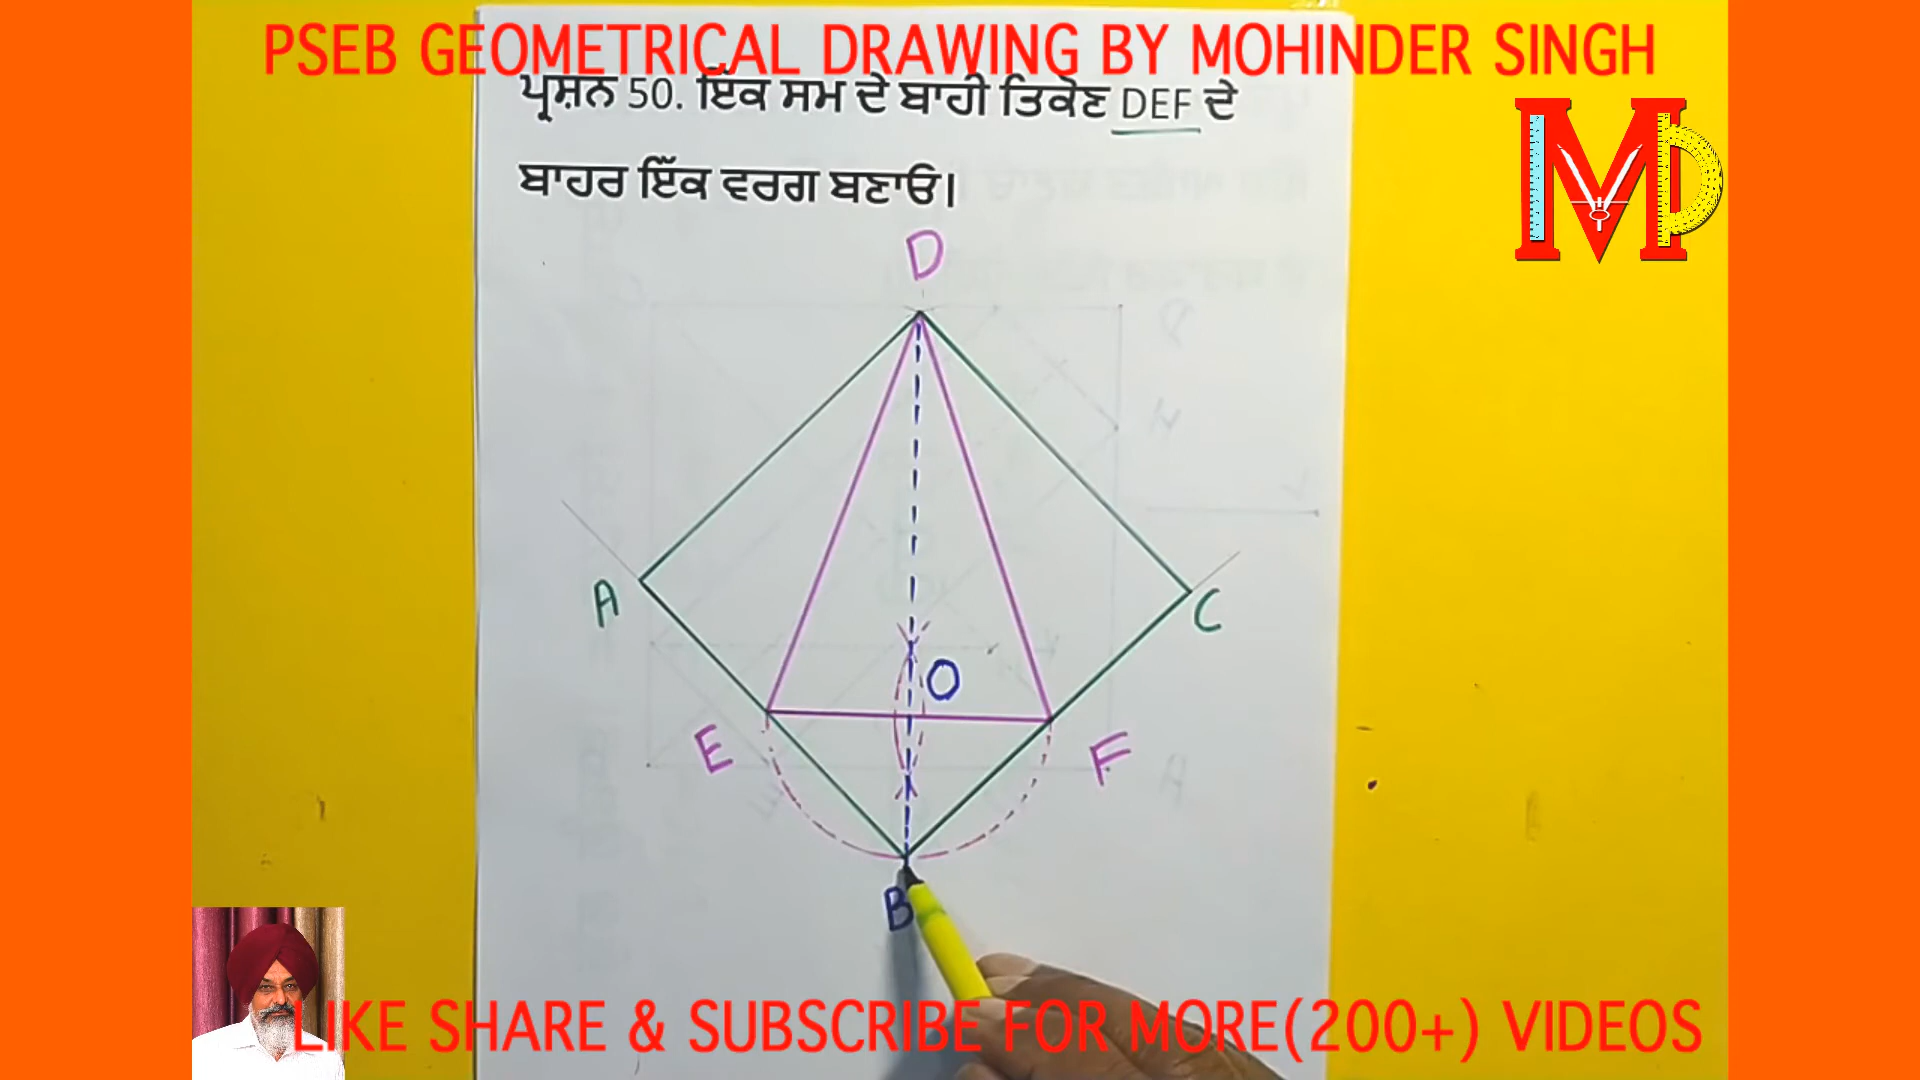 PSEB GEOMETRICAL DRAWING BY MOHINDER SINGH
ਪ੍ਰਸ਼ਨ 50. ਇੱਕ ਸਮ ਦੋ ਬਾਹੀ ਤਿਕੋਣ DEF ਦੇ
ਬਾਹਰ ਇੱਕ ਵਰਗ ਬਣਾਓ।
M
D
A
C
O
E
F
B
LIKE SHARE & SUBSCRIBE FOR MORE(200+) VIDEOS